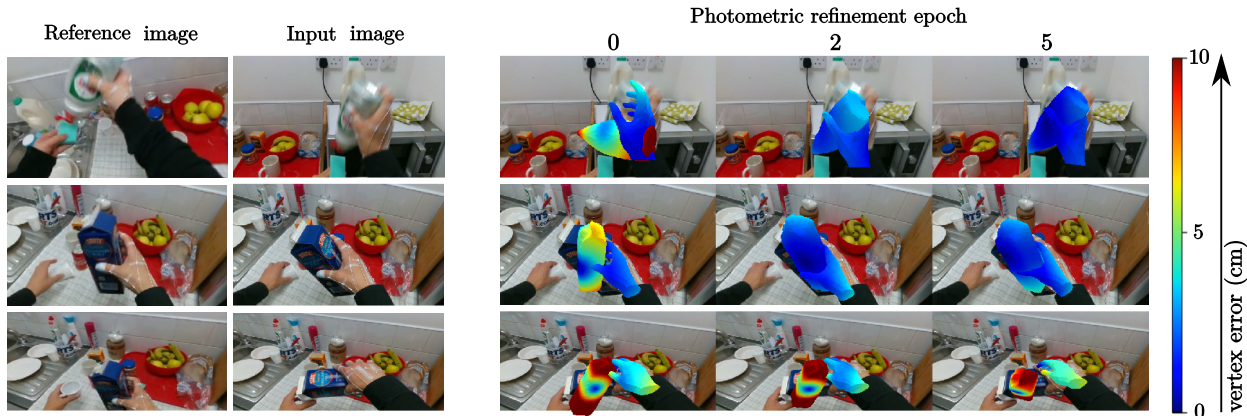 Photometric refinement epoch
Reference image
Input image
0
2
5
10
5
0
vertex error (cm)